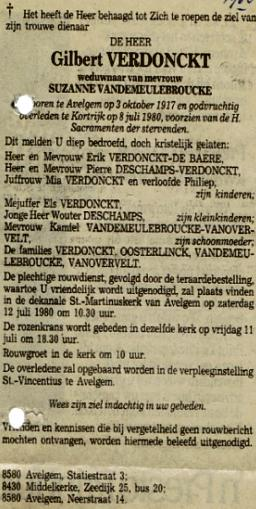 † Het heeft de Heer behaagd tot Zich te roepen de ziel van
zijn trouwe dienaar
DE HEER
Gilbert VERDONCKT
weduwnaar van mevrouw
SUZANNE VANDEMEULEBROUCKE
oren te Avelgem op 3 oktober 1917 en godvruchtig
overleden te Kortrijk op 8 juli 1980, voorzien van de H.
Sacramenten der stervenden.
Dit melden U diep bedroefd, doch kristelijk gelaten:
Heer en Mevrouw Erik VERDONCKT-DE BAERE,
Heer en Mevrouw Pierre DESCHAMPS-VERDONCKT,
Juffrouw Mia VERDONCKT en verloofde Philiep,
zijn kinderen;
Mejuffer Els VERDONCKT,
Jonge Heer Wouter DESCHAMPS, zijn kleinkinderen;
Mevrouw Kamiel VANDEMEULEBROUCKE-VANOVER-
VELT, zijn schoonmoeder;
De families VERDONCKT, OOSTERLINCK, VANDEMEU-
LEBROUCKE, VANOVERVELT.
De plechtige rouwdienst, gevolgd door de teraardebestelling,
waartoe U vriendelijk wordt uitgenodigd, zal plaats vinden
in de dekanale St.-Martinuskerk van Avelgem op zaterdag
12 juli 1980 om 10.30 uur.
De rozenkrans wordt gebeden in dezelfde kerk op vrijdag 11
juli om 18.30 uur.
Rouwgroet in de kerk om 10 uur.
De overledene zal opgebaard worden in de verpleeginstelling
St.-Vincentius te Avelgem.
Wees zijn ziel indachtig in uw gebeden.
Vrienden en kennissen die bij vergetelheid geen rouwbericht
mochten ontvangen, worden hiermede beleefd uitgenodigd.
8580 Avelgem, Statiestraat 3;
8430 Middelkerke, Zeedijk 25, bus 20;
8580 Avelgem, Neerstraat 14.